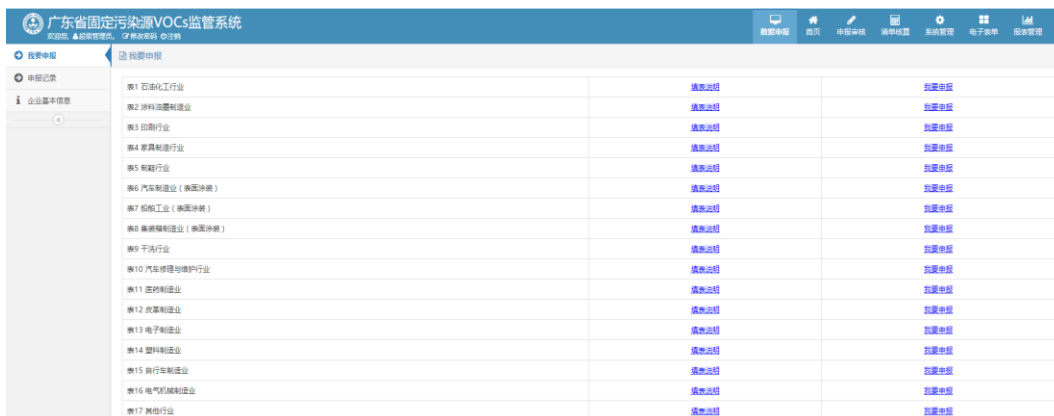 广东省固定污染源VOCs监管系统
欢迎您, 超级管理员。 修改密码 注销
数据申报 首页 申报审核 清单核算 系统管理 电子表单 报表管理
我要申报
申报记录
企业基本信息
我要申报
表1 石油化工行业 填表说明 我要申报
表2 涂料油墨制造业 填表说明 我要申报
表3 印刷行业 填表说明 我要申报
表4 家具制造行业 填表说明 我要申报
表5 制鞋行业 填表说明 我要申报
表6 汽车制造业（表面涂装） 填表说明 我要申报
表7 船舶工业（表面涂装） 填表说明 我要申报
表8 集装箱制造业（表面涂装） 填表说明 我要申报
表9 干洗行业 填表说明 我要申报
表10 汽车修理与维护行业 填表说明 我要申报
表11 医药制造业 填表说明 我要申报
表12 皮革制造业 填表说明 我要申报
表13 电子制造业 填表说明 我要申报
表14 塑料制造业 填表说明 我要申报
表15 自行车制造业 填表说明 我要申报
表16 电气机械制造业 填表说明 我要申报
表17 其他行业 填表说明 我要申报